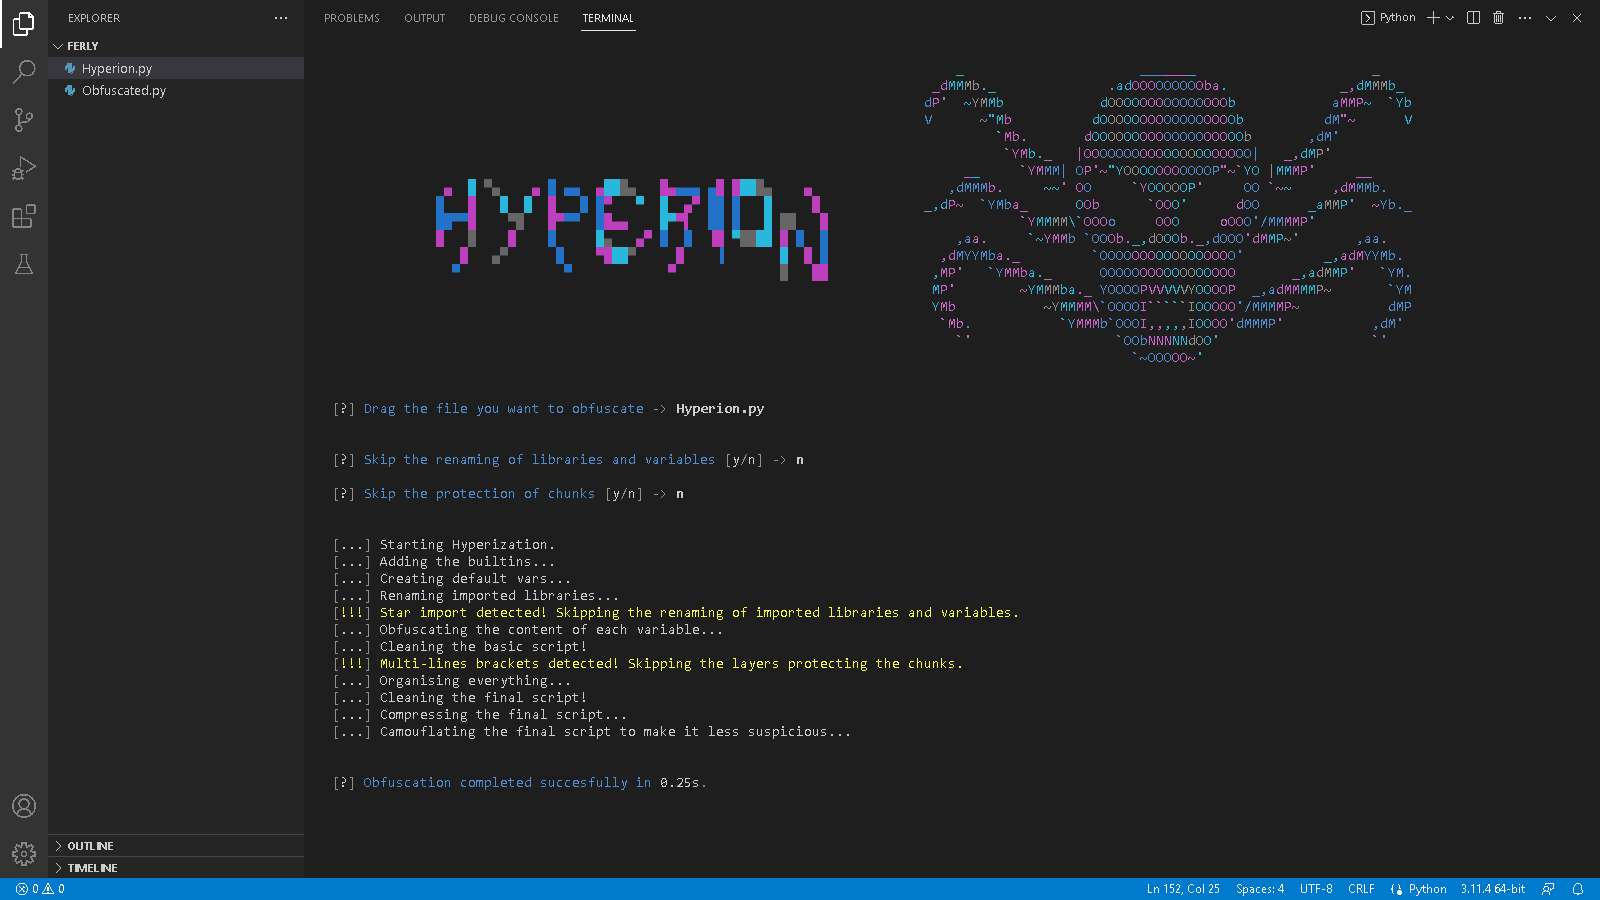 EXPLORER
FERLY
Hyperion.py
Obfuscated.py
OUTLINE
TIMELINE
PROBLEMS OUTPUT DEBUG CONSOLE TERMINAL
Python
HYPERION
[?] Drag the file you want to obfuscate -> Hyperion.py
[?] Skip the renaming of libraries and variables [y/n] -> n
[?] Skip the protection of chunks [y/n] -> n
[...] Starting Hyperization.
[...] Adding the builtins...
[...] Creating default vars...
[...] Renaming imported libraries...
[!!!] Star import detected! Skipping the renaming of imported libraries and variables.
[...] Obfuscating the content of each variable...
[...] Cleaning the basic script!
[!!!] Multi-lines brackets detected! Skipping the layers protecting the chunks.
[...] Organising everything...
[...] Cleaning the final script!
[...] Compressing the final script...
[...] Camouflating the final script to make it less suspicious...
[?] Obfuscation completed succesfully in 0.25s.
0 0 Ln 152, Col 25 Spaces: 4 UTF-8 CRLF Python 3.11.4 64-bit